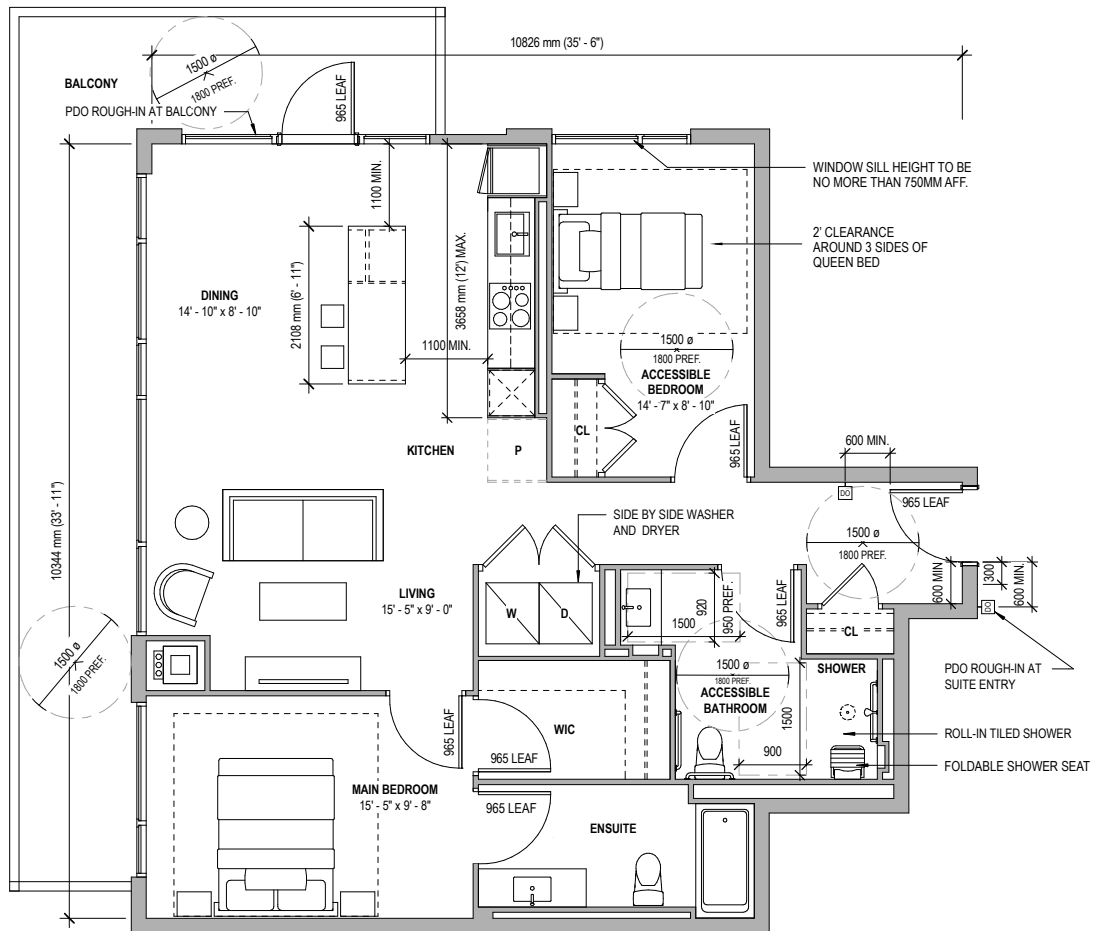 10826 mm (35' - 6")
1500 ø
1800 PREF.
BALCONY
PDO ROUGH-IN AT BALCONY
965 LEAF
WINDOW SILL HEIGHT TO BE
NO MORE THAN 750MM AFF.
1100 MIN.
3658 mm (12') MAX.
2' CLEARANCE
AROUND 3 SIDES OF
QUEEN BED
DINING
14' - 10" x 8' - 10"
2108 mm (6' - 11")
1100 MIN.
1500 ø
1800 PREF.
ACCESSIBLE
BEDROOM
14' - 7" x 8' - 10"
CL
965 LEAF
KITCHEN
P
600 MIN.
DO
965 LEAF
SIDE BY SIDE WASHER
AND DRYER
1500 ø
1800 PREF.
10344 mm (33' - 11")
600 MIN.
300
600 MIN.
DO
LIVING
15' - 5" x 9' - 0"
W
D
920
950 PREF.
1500
965 LEAF
CL
1500 ø
1800 PREF.
1500 ø
1800 PREF.
ACCESSIBLE
BATHROOM
SHOWER
PDO ROUGH-IN AT
SUITE ENTRY
965 LEAF
WIC
1500
900
ROLL-IN TILED SHOWER
965 LEAF
FOLDABLE SHOWER SEAT
MAIN BEDROOM
15' - 5" x 9' - 8"
965 LEAF
ENSUITE